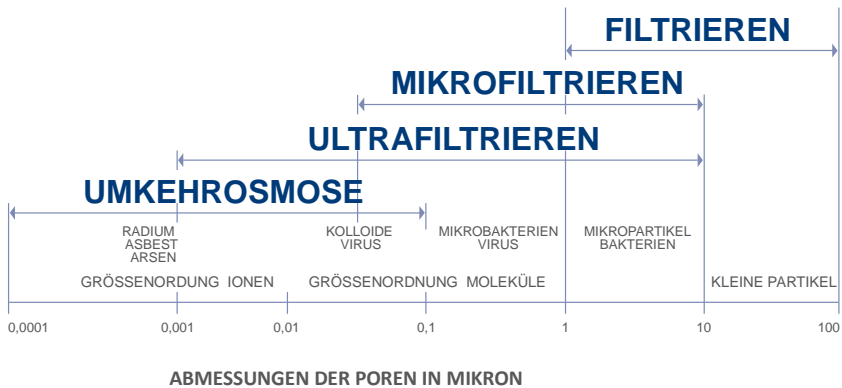 FILTRIEREN
MIKROFILTRIEREN
ULTRAFILTRIEREN
UMKEHROSMOSE
RADIUM
ASBEST
ARSEN
KOLLOIDE
VIRUS
MIKROBAKTERIEN
VIRUS
MIKROPARTIKEL
BAKTERIEN
GRÖSSENORDUNG IONEN
GRÖSSENORDNUNG MOLEKÜLE
KLEINE PARTIKEL
0,0001 0,001 0,01 0,1 1 10 100
ABMESSUNGEN DER POREN IN MIKRON